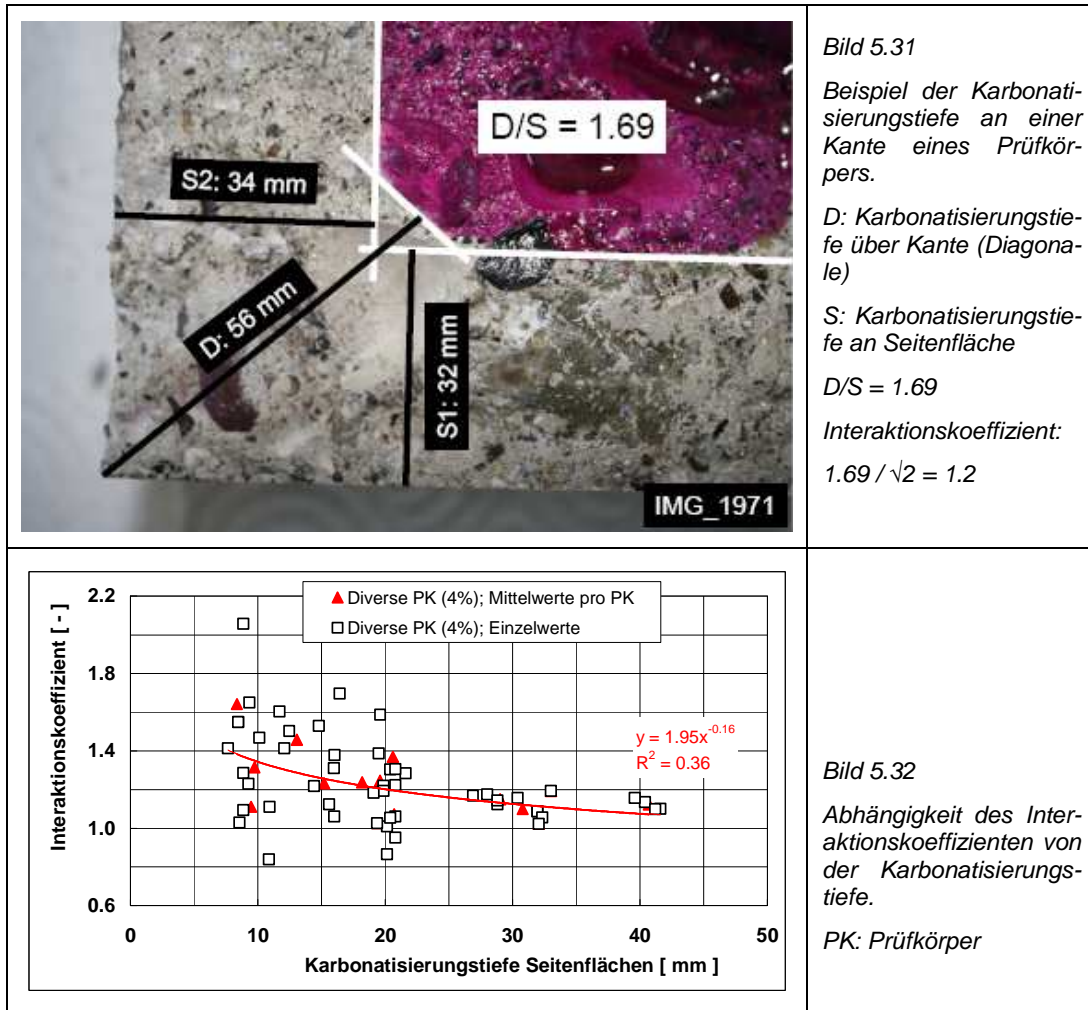 D/S = 1.69
S2: 34 mm
D: 56 mm
S1: 32 mm
IMG_1971
Bild 5.31
Beispiel der Karbonati-
sierungstiefe an einer
Kante eines Prüfkör-
pers.
D: Karbonatisierungstie-
fe über Kante (Diagona-
le)
S: Karbonatisierungstie-
fe an Seitenfläche
D/S = 1.69
Interaktionskoeffizient:
1.69 / √2 = 1.2
Interaktionskoeffizient [ - ]
2.2
1.8
1.4
1.0
0.6
Diverse PK (4%); Mittelwerte pro PK
Diverse PK (4%); Einzelwerte
y = 1.95x^-0.16
R² = 0.36
0 10 20 30 40 50
Karbonatisierungstiefe Seitenflächen [ mm ]
Bild 5.32
Abhängigkeit des Inter-
aktionskoeffizienten von
der Karbonatisierungs-
tiefe.
PK: Prüfkörper